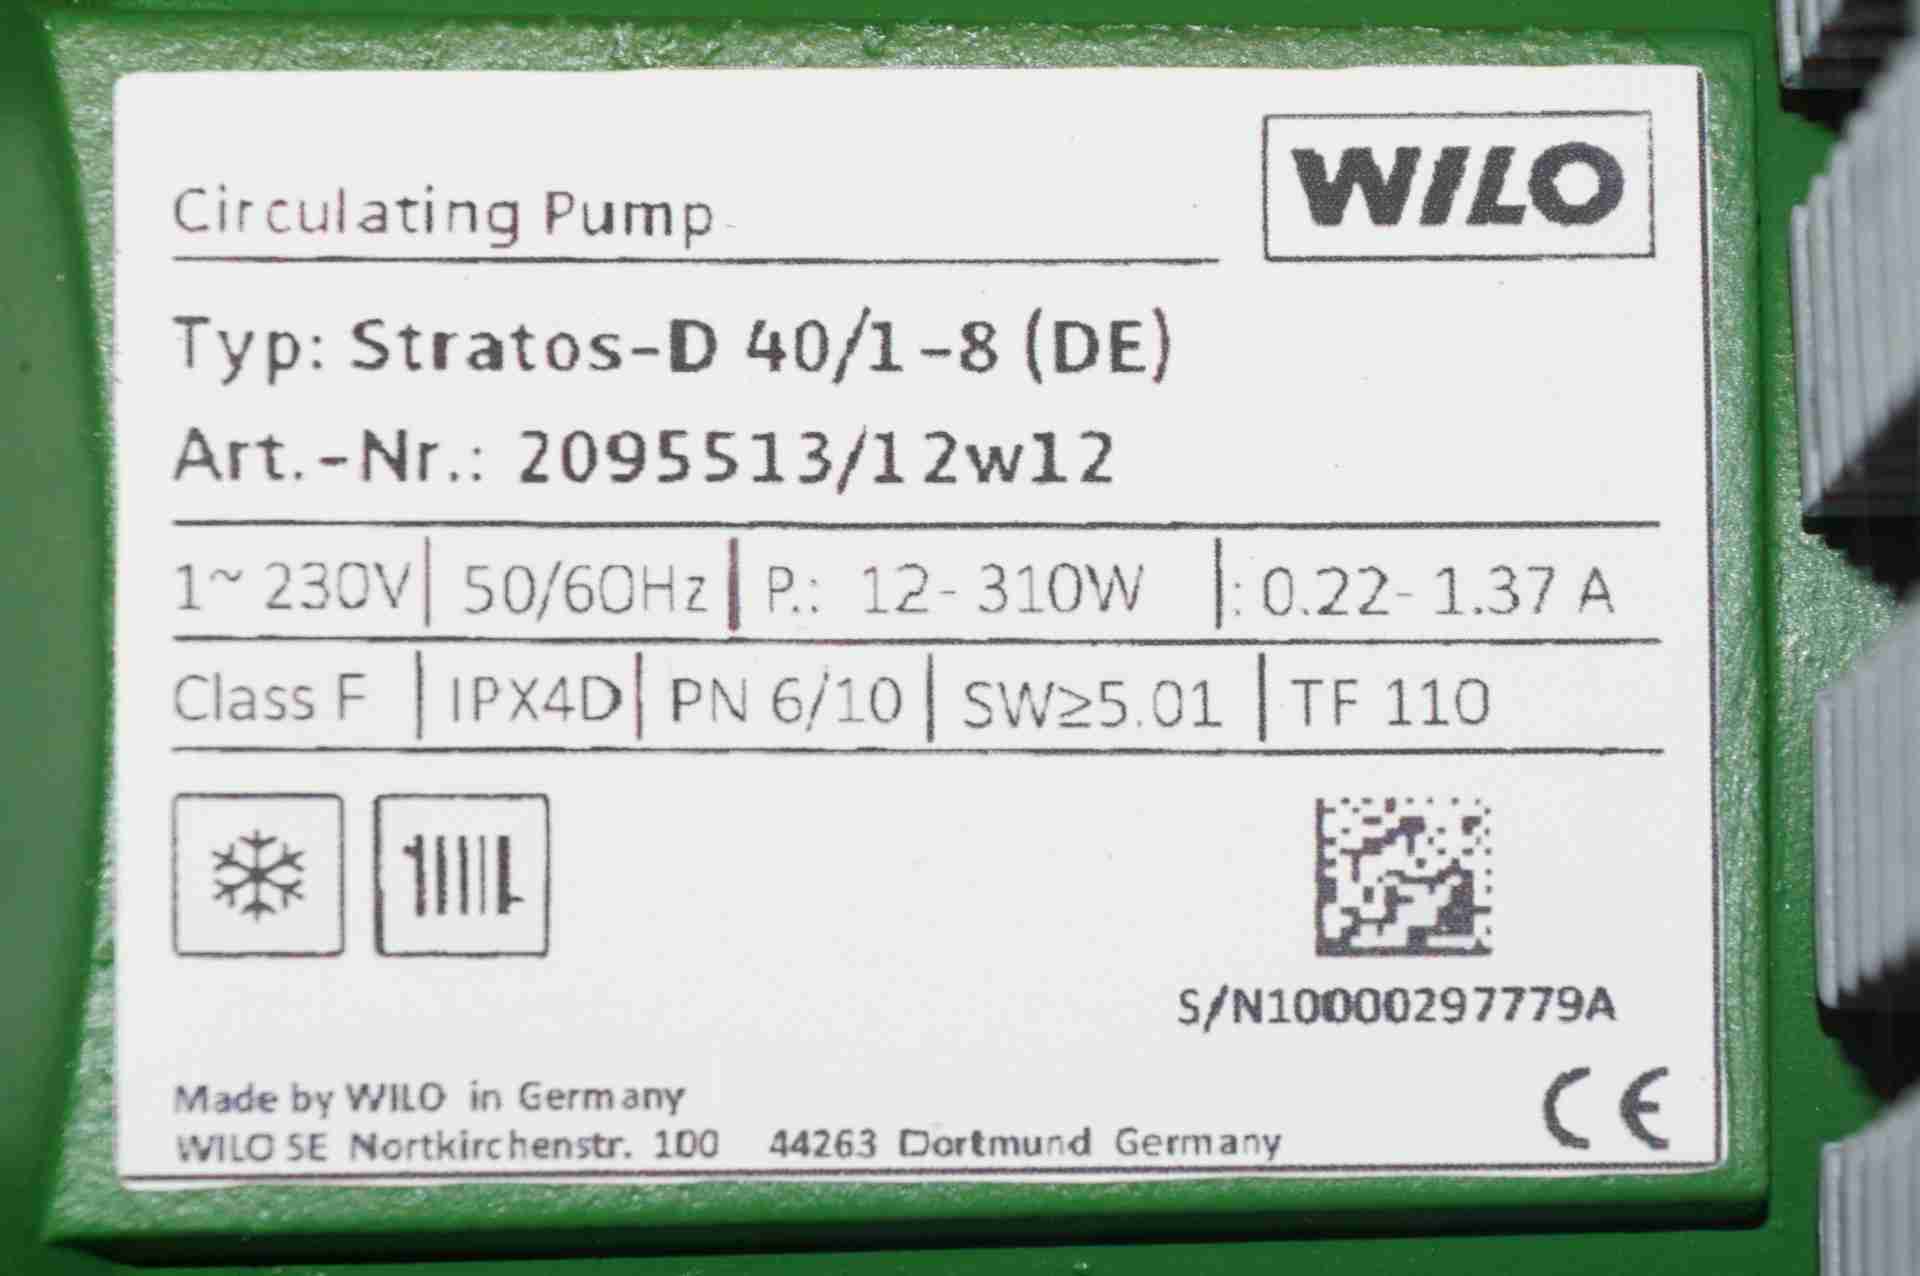 WILO
Circulating Pump
Typ: Stratos-D 40/1-8 (DE)
Art.-Nr.: 2095513/12w12
1~ 230V | 50/60Hz | P.: 12- 310W | : 0.22- 1.37 A
Class F | IPX4D | PN 6/10 | SW≥5.01 | TF 110
S/N10000297779A
Made by WILO in Germany
WILO SE Nortkirchenstr. 100 44263 Dortmund Germany
CE